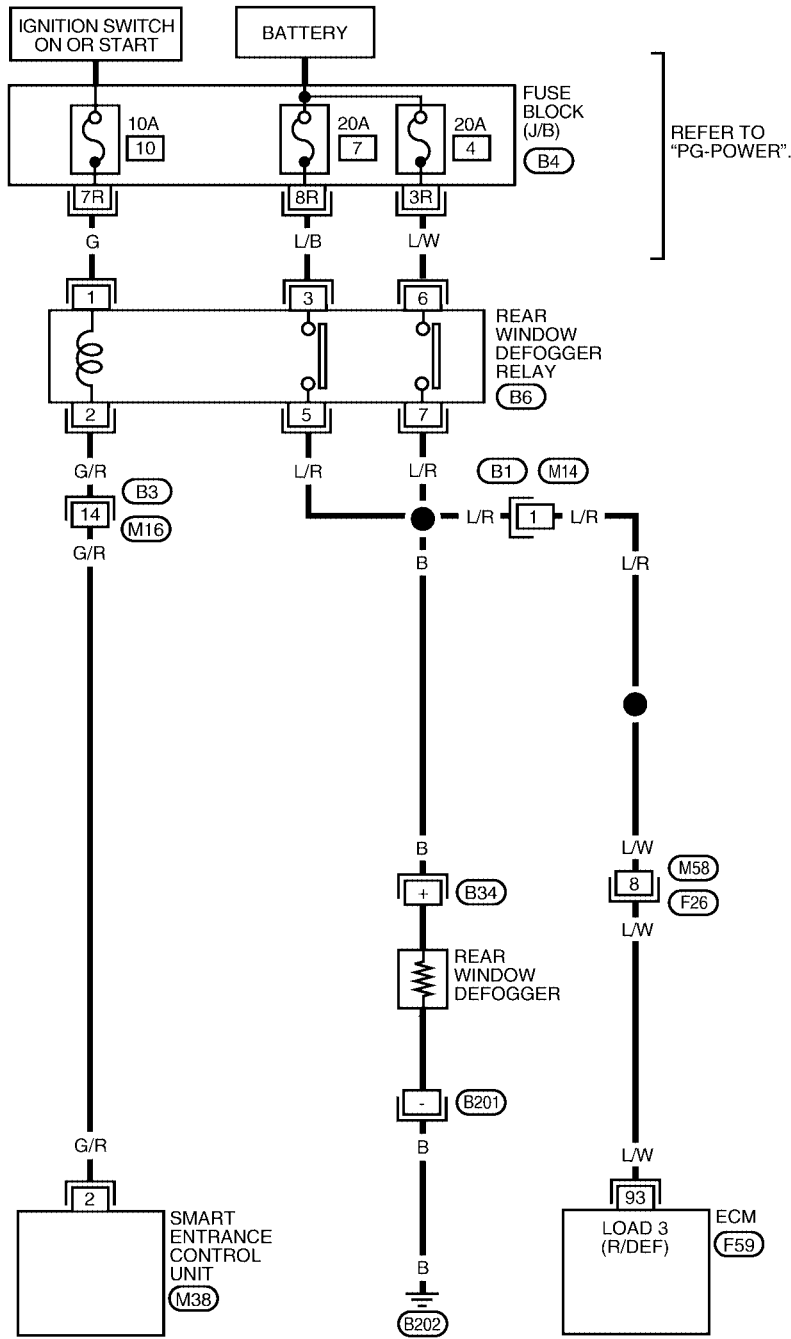 IGNITION SWITCH
ON OR START
BATTERY
FUSE
BLOCK
(J/B)
B4
REFER TO
"PG-POWER".
10A
10
20A
7
20A
4
7R
8R
3R
G
L/B
L/W
1
3
6
REAR
WINDOW
DEFOGGER
RELAY
B6
2
5
7
G/R
L/R
L/R
B1
M14
B3
14
M16
L/R
1
L/R
G/R
B
L/R
B
L/W
+
B34
8
M58
F26
L/W
REAR
WINDOW
DEFOGGER
-
B201
G/R
B
L/W
2
93
SMART
ENTRANCE
CONTROL
UNIT
M38
LOAD 3
(R/DEF)
ECM
F59
B
B202